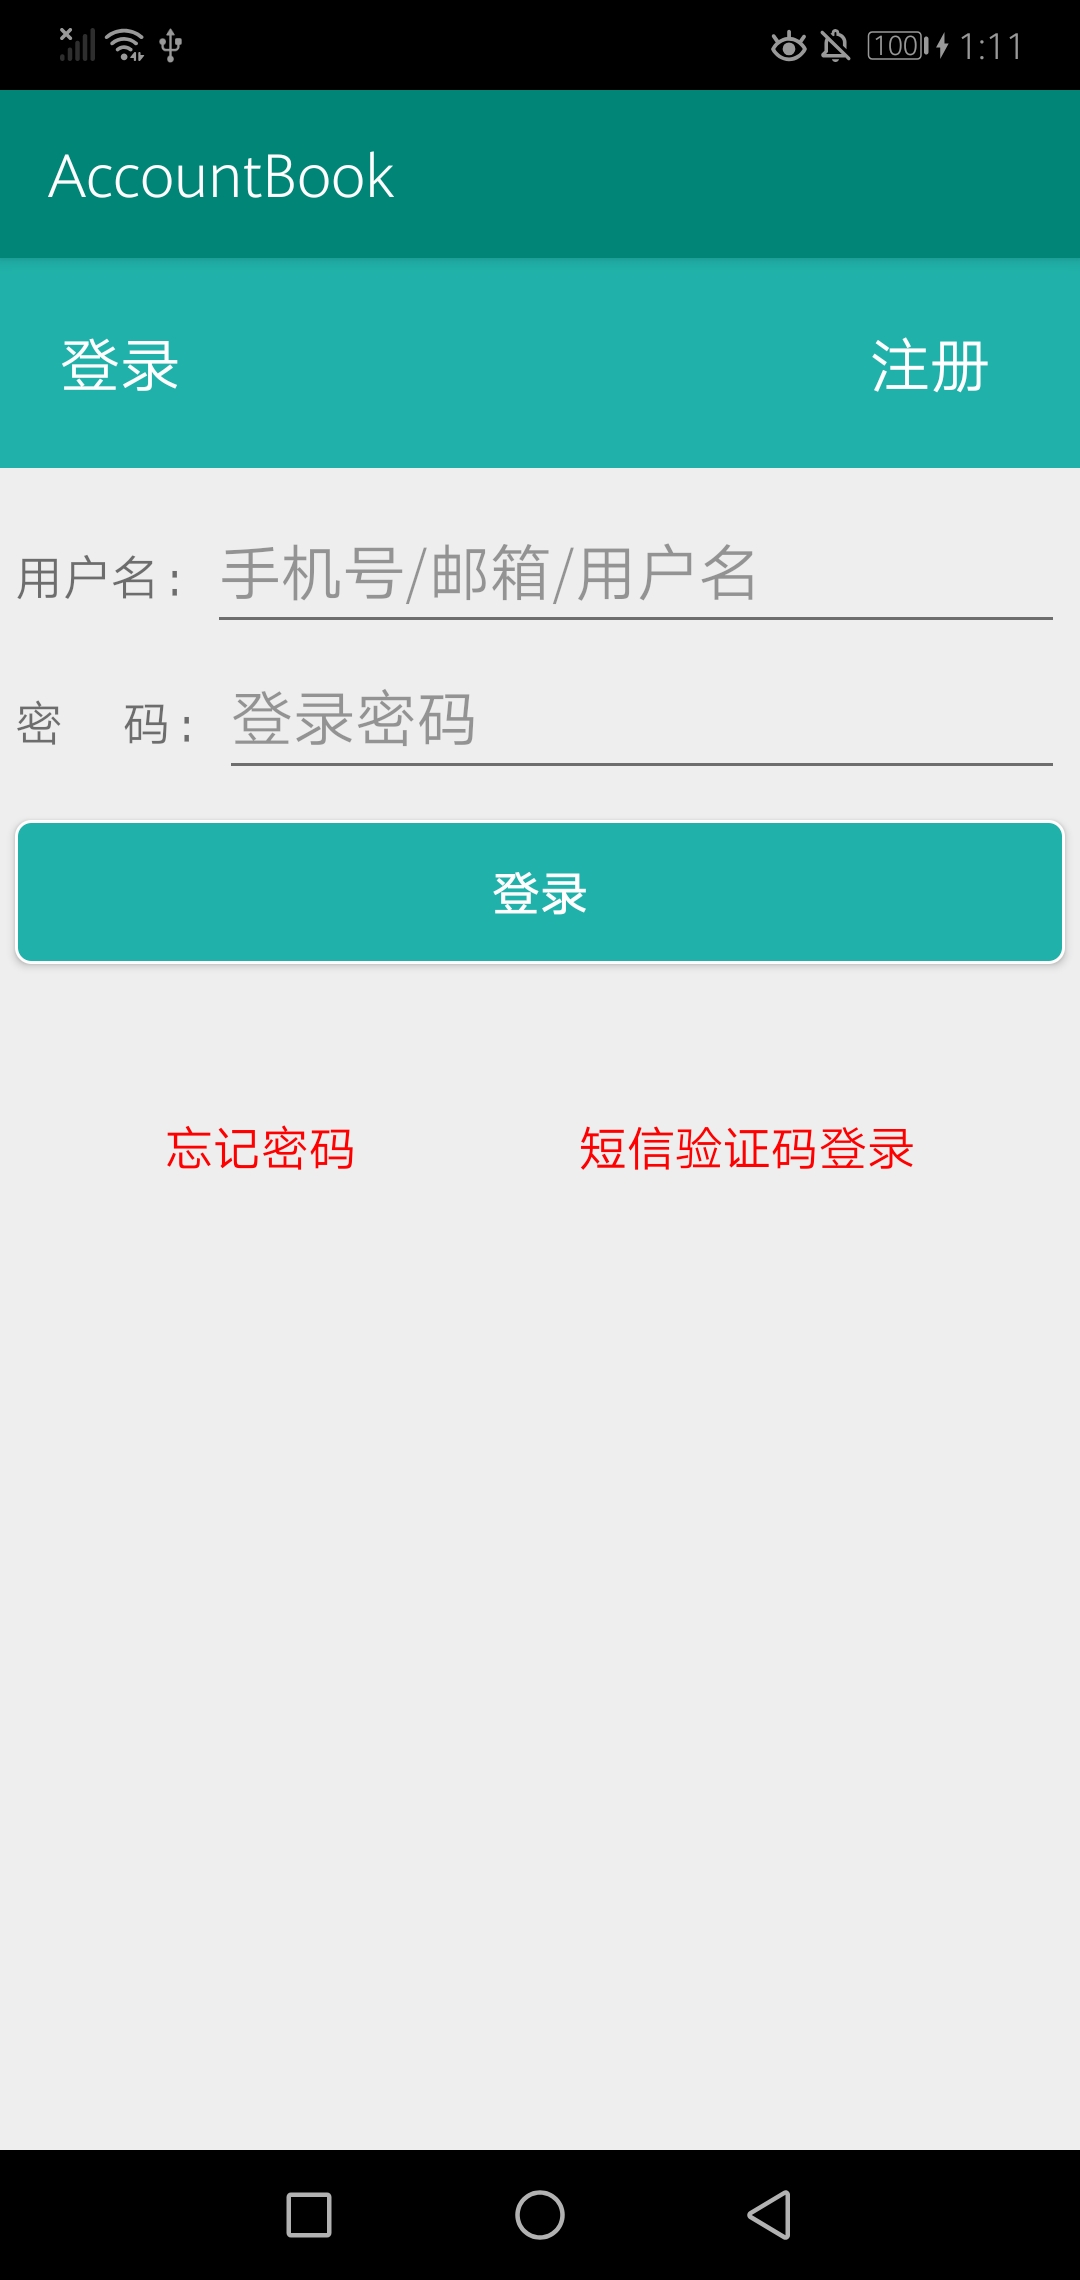 100 1:11
AccountBook
登录 注册
用户名: 手机号/邮箱/用户名
密 码: 登录密码
登录
忘记密码 短信验证码登录